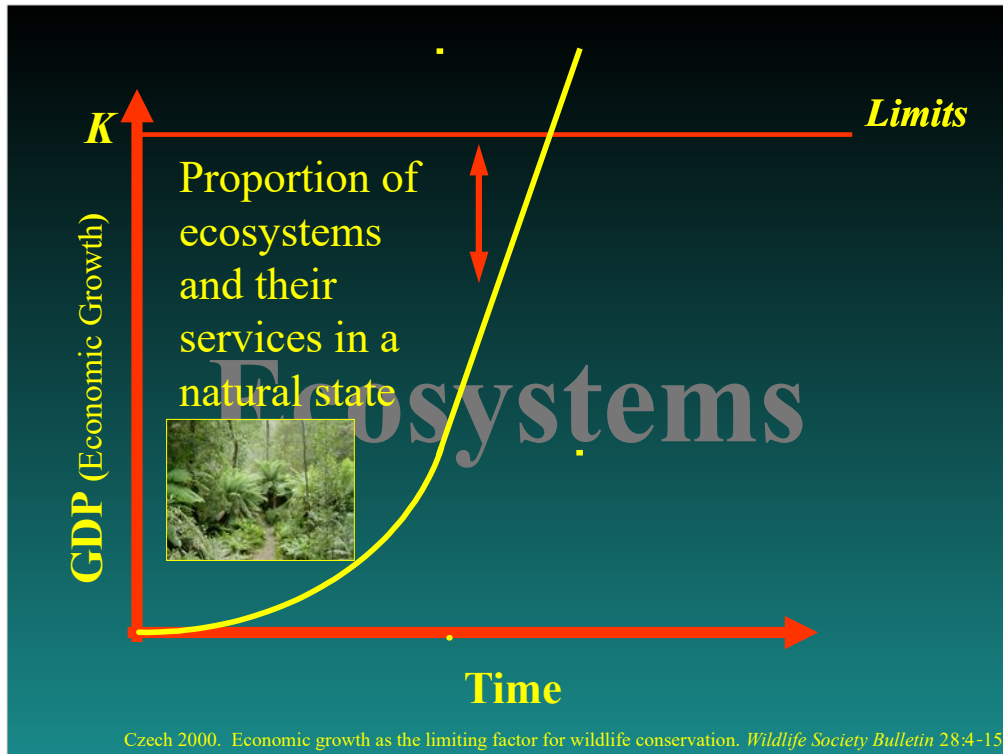 K
Limits
Proportion of
ecosystems
and their
services in a
natural state
Ecosystems
GDP (Economic Growth)
Time
Czech 2000.  Economic growth as the limiting factor for wildlife conservation. Wildlife Society Bulletin 28:4-15